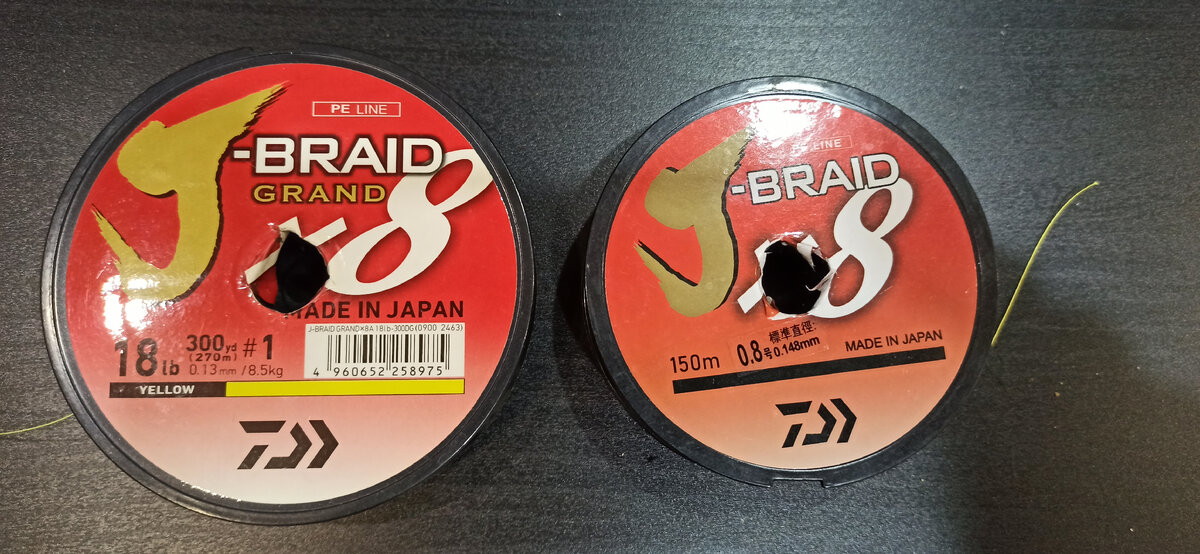 PE LINE
J-BRAID
GRAND
x8
MADE IN JAPAN
J-BRAID GRAND×8A 18lb-300DG(0900 2463)
18 lb
300yd
(270m)
#1
0.13mm/8.5kg
4 960652 258975
YELLOW
PE LINE
J-BRAID
x8
標準直徑:
150m
0.8号0.148mm
MADE IN JAPAN